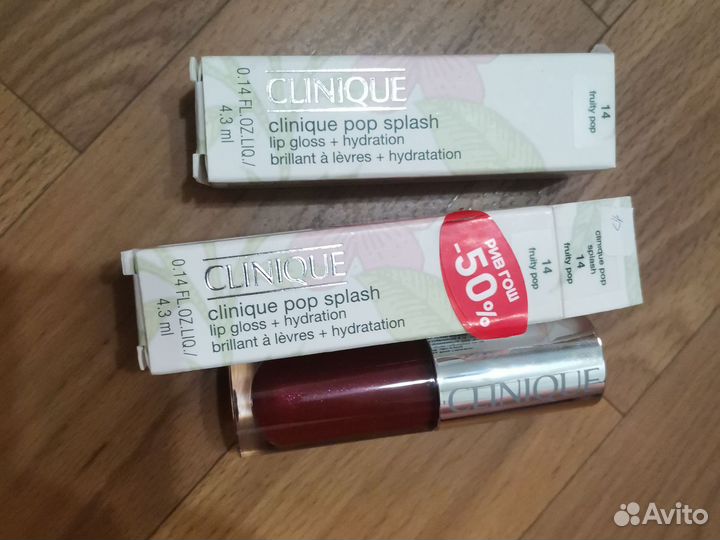 0.14 FL.OZ.LIQ./
4.3 ml
CLINIQUE
clinique pop splash
lip gloss + hydration
brillant à lèvres + hydratation
14
fruity pop
0.14 FL.OZ.LIQ./
4.3 ml
CLINIQUE
clinique pop splash
lip gloss + hydration
brillant à lèvres + hydratation
РИВ ГОШ
-50%
14
fruity pop
clinique pop
splash
14
fruity pop
CLINIQUE
Avito